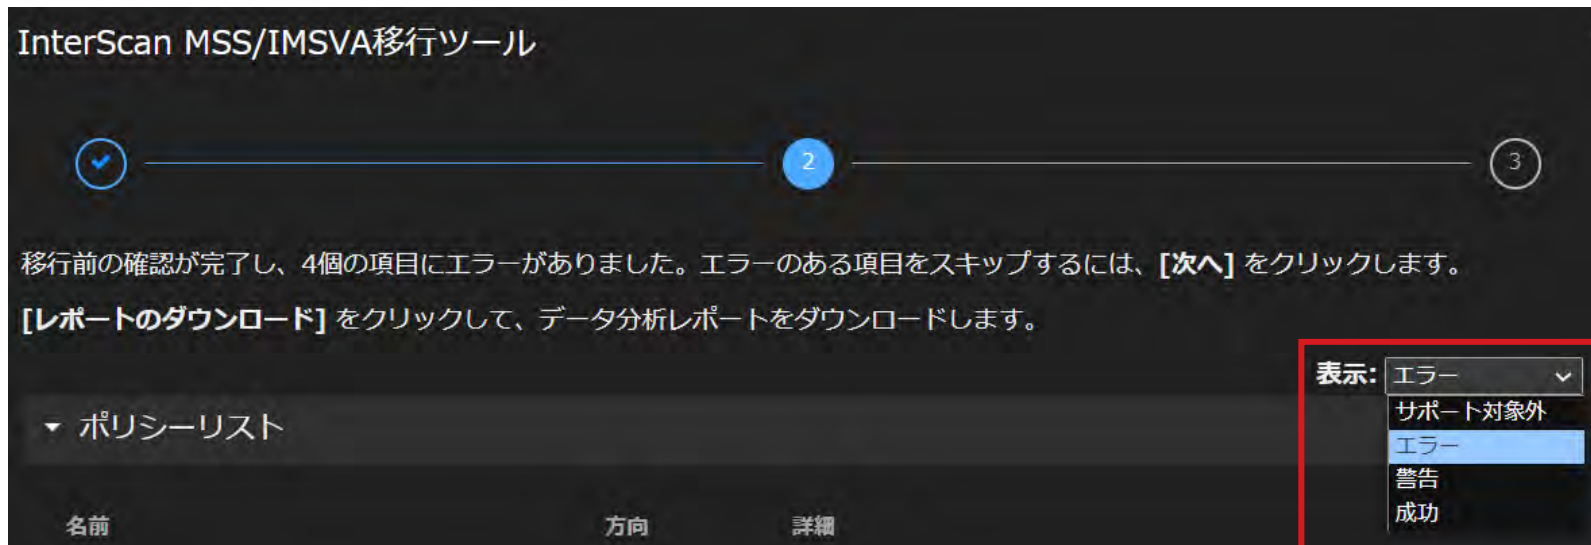 InterScan MSS/IMSVA移行ツール
2
3
移行前の確認が完了し、4個の項目にエラーがありました。エラーのある項目をスキップするには、[次へ] をクリックします。
[レポートのダウンロード] をクリックして、データ分析レポートをダウンロードします。
表示: エラー
サポート対象外
エラー
警告
成功
ポリシーリスト
名前 方向 詳細